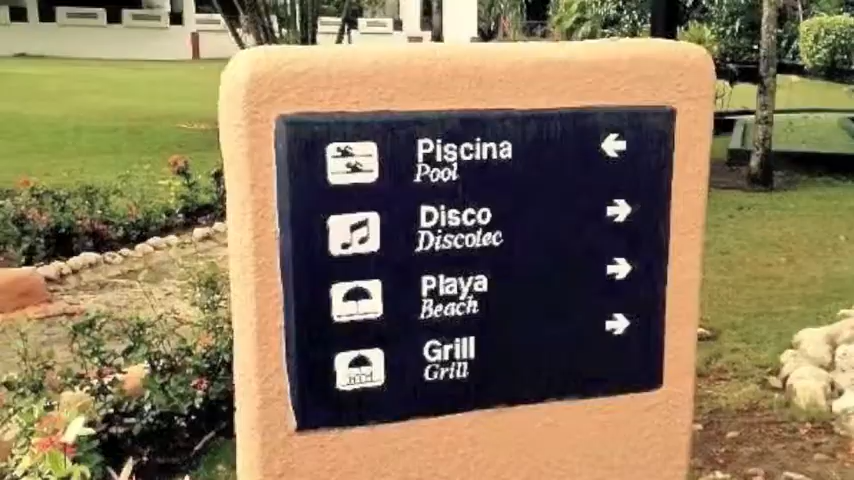 Piscina
Pool
Disco
Discotec
Playa
Beach
Grill
Grill